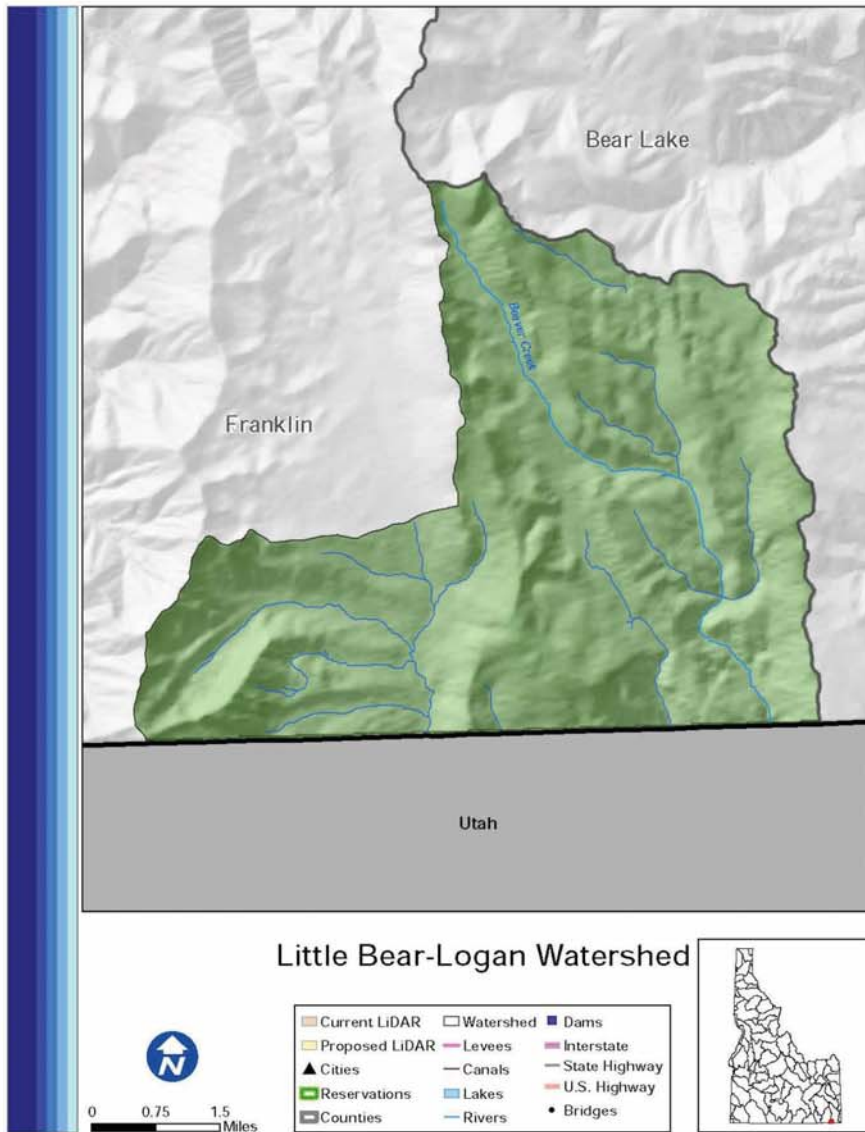 Bear Lake
Beaver Creek
Franklin
Utah
Little Bear-Logan Watershed
N
0 0.75 1.5
Miles
Current LiDAR
Proposed LiDAR
Cities
Reservations
Counties
Watershed
Levees
Canals
Lakes
Rivers
Dams
Interstate
State Highway
U.S. Highway
Bridges